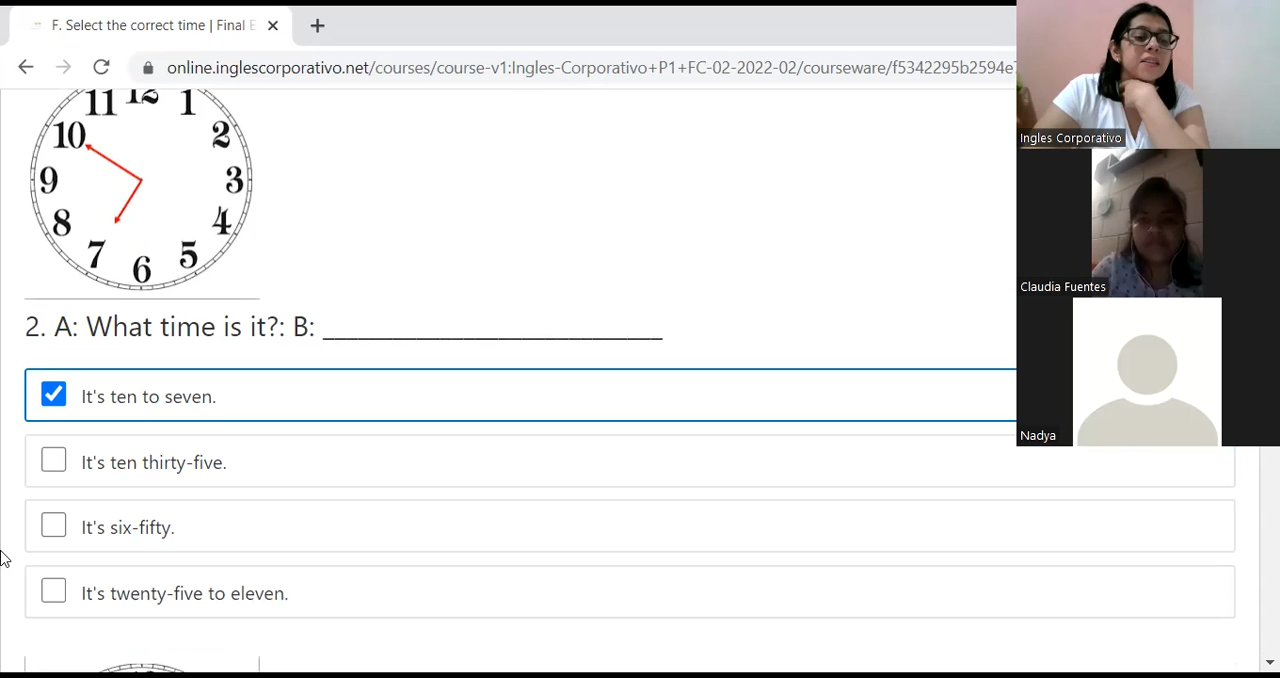 F. Select the correct time | Final E
online.inglescorporativo.net/courses/course-v1:Ingles-Corporativo+P1+FC-02-2022-02/courseware/f5342295b2594e7
11 12 1
10 2
9 3
8 4
7 6 5
2. A: What time is it?: B: ______________________________
It's ten to seven.
It's ten thirty-five.
It's six-fifty.
It's twenty-five to eleven.
Ingles Corporativo
Claudia Fuentes
Nadya